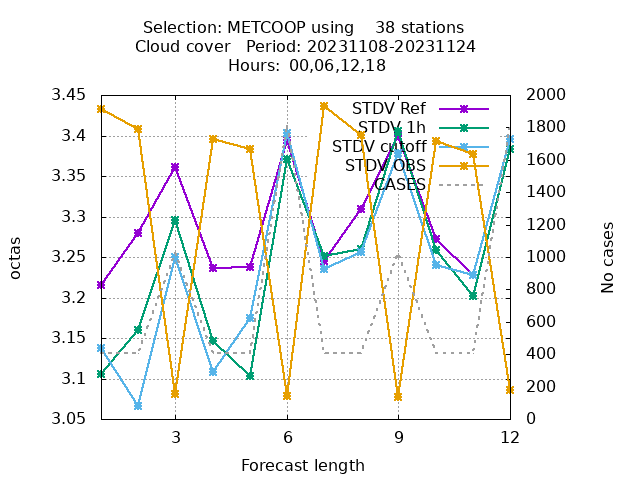 Selection: METCOOP using 38 stations
Cloud cover Period: 20231108-20231124
Hours: 00,06,12,18
3.45
3.4
3.35
3.3
3.25
3.2
3.15
3.1
3.05
octas
2000
1800
1600
1400
1200
1000
800
600
400
200
0
No cases
STDV Ref
STDV 1h
STDV cutoff
STDV OBS
CASES
3
6
9
12
Forecast length